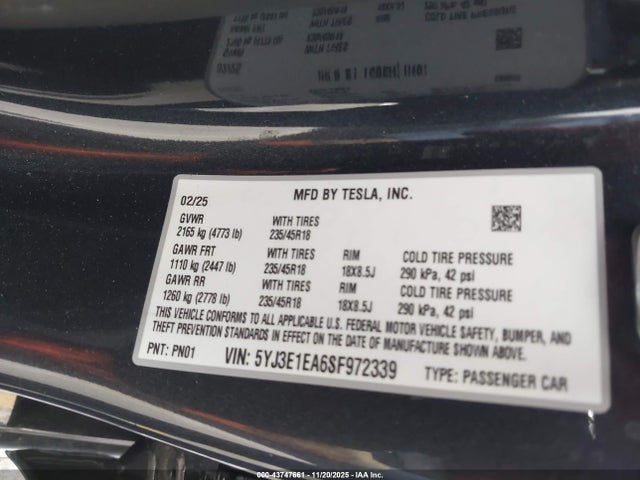 MFD BY TESLA, INC.
02/25
GVWR WITH TIRES
2165 kg (4773 lb) 235/45R18
GAWR FRT WITH TIRES RIM COLD TIRE PRESSURE
1110 kg (2447 lb) 235/45R18 18X8.5J 290 kPa, 42 psi
GAWR RR WITH TIRES RIM COLD TIRE PRESSURE
1260 kg (2778 lb) 235/45R18 18X8.5J 290 kPa, 42 psi
THIS VEHICLE CONFORMS TO ALL APPLICABLE U.S. FEDERAL MOTOR VEHICLE SAFETY, BUMPER, AND
THEFT PREVENTION STANDARDS IN EFFECT ON THE DATE OF MANUFACTURE SHOWN ABOVE.
PNT: PN01 VIN: 5YJ3E1EA6SF972339 TYPE: PASSENGER CAR
000-43747661 - 11/20/2025 - IAA Inc.